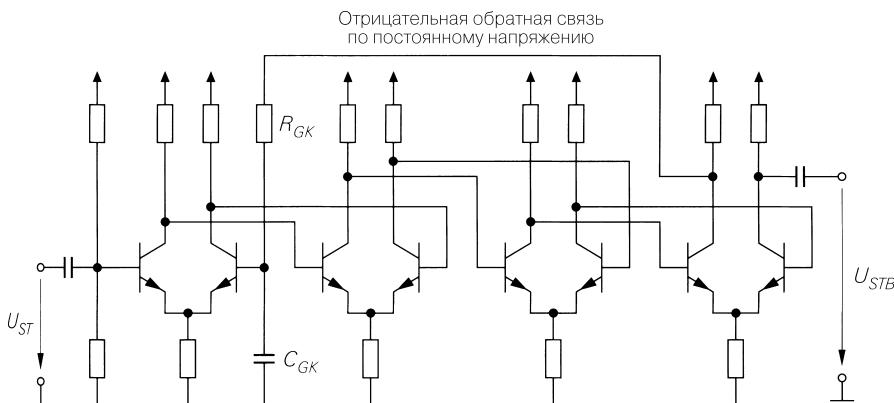 Отрицательная обратная связь
по постоянному напряжению
R_GK
U_ST
C_GK
U_STB